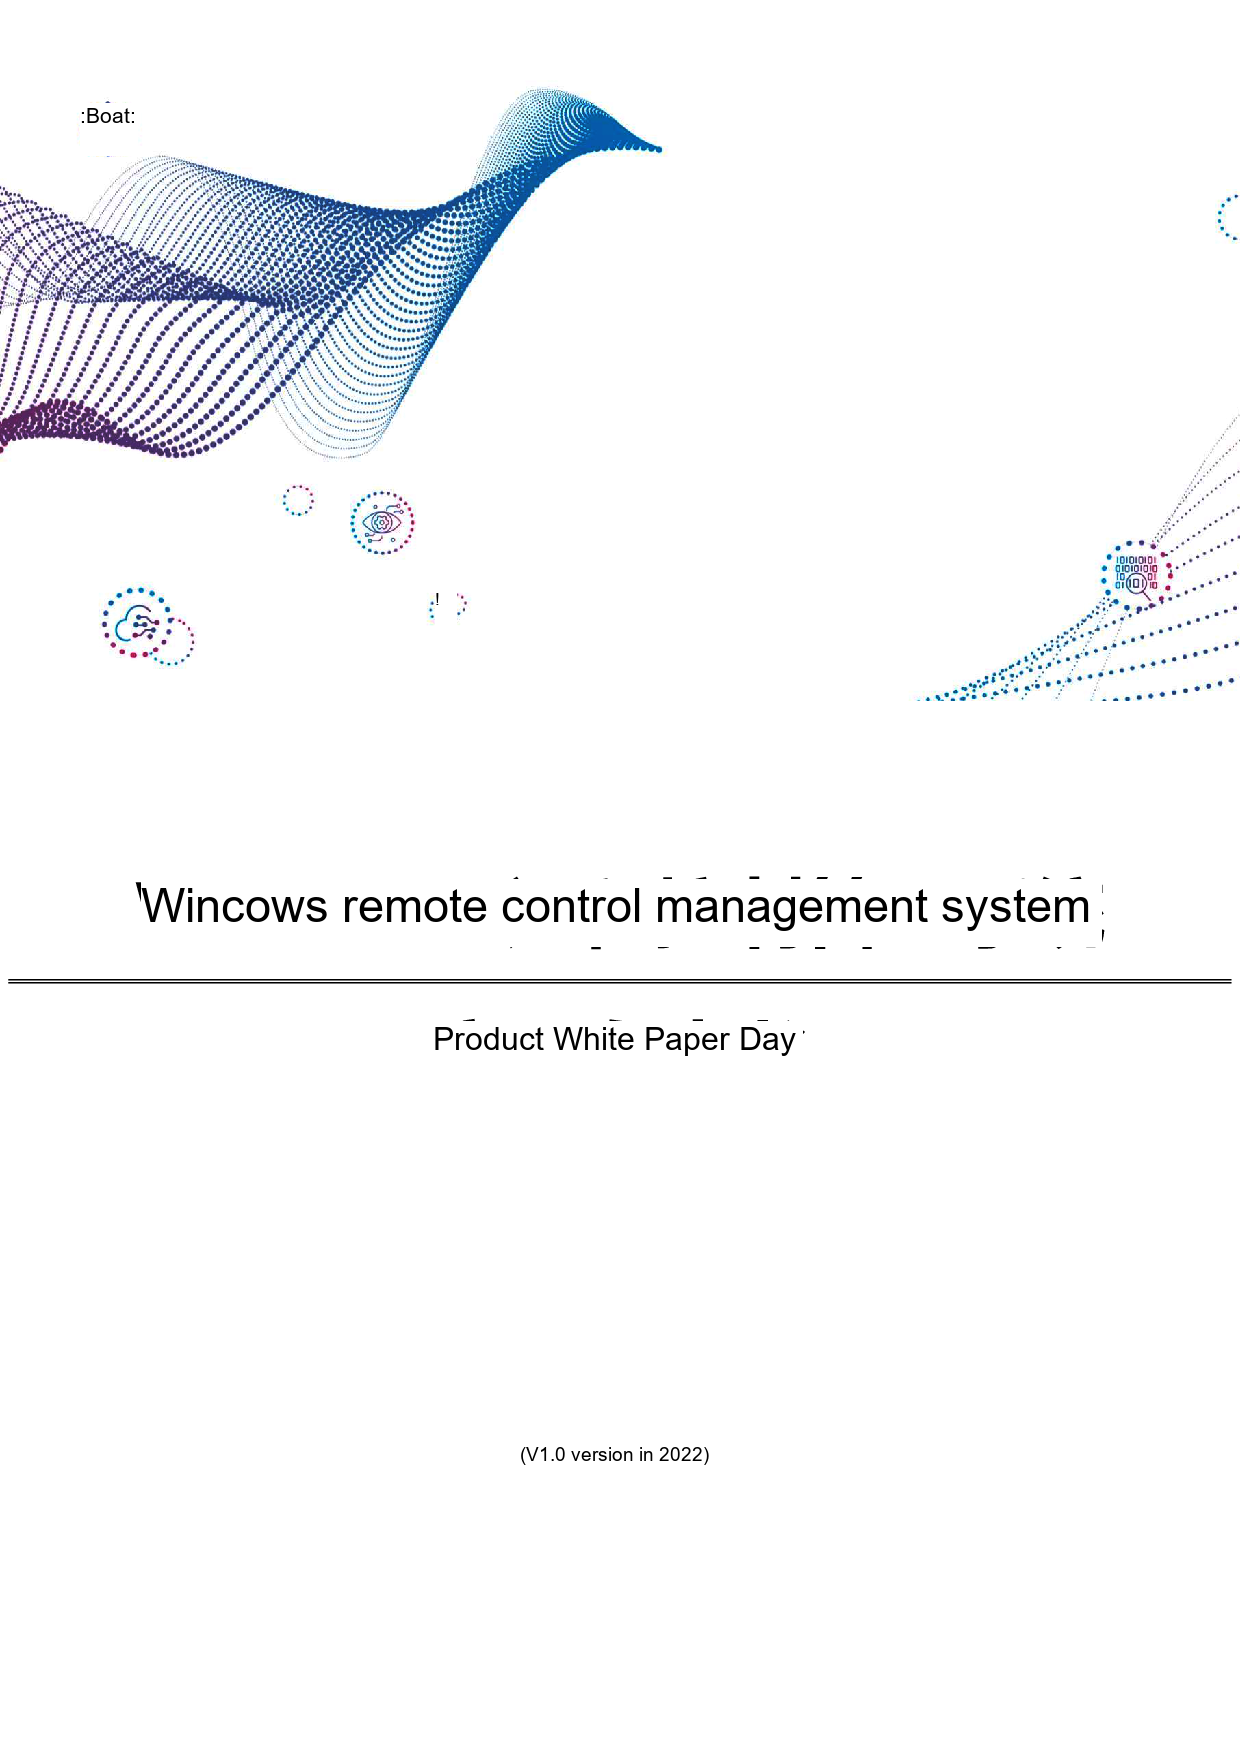 :Boat:
!
Wincows remote control management system
Product White Paper Day
(V1.0 version in 2022)